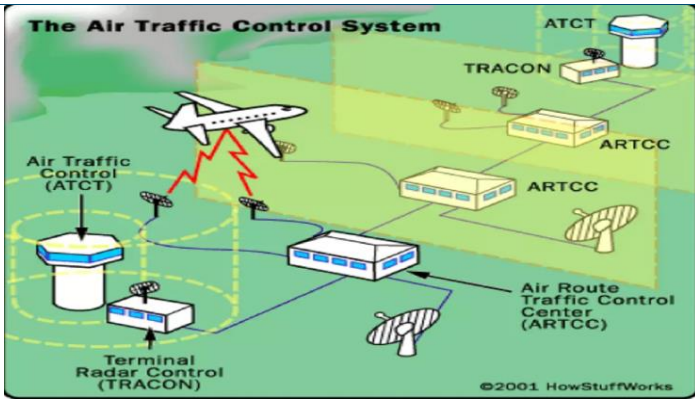 The Air Traffic Control System
ATCT
TRACON
ARTCC
ARTCC
Air Traffic
Control
(ATCT)
Air Route
Traffic Control
Center
(ARTCC)
Terminal
Radar Control
(TRACON)
©2001 HowStuffWorks